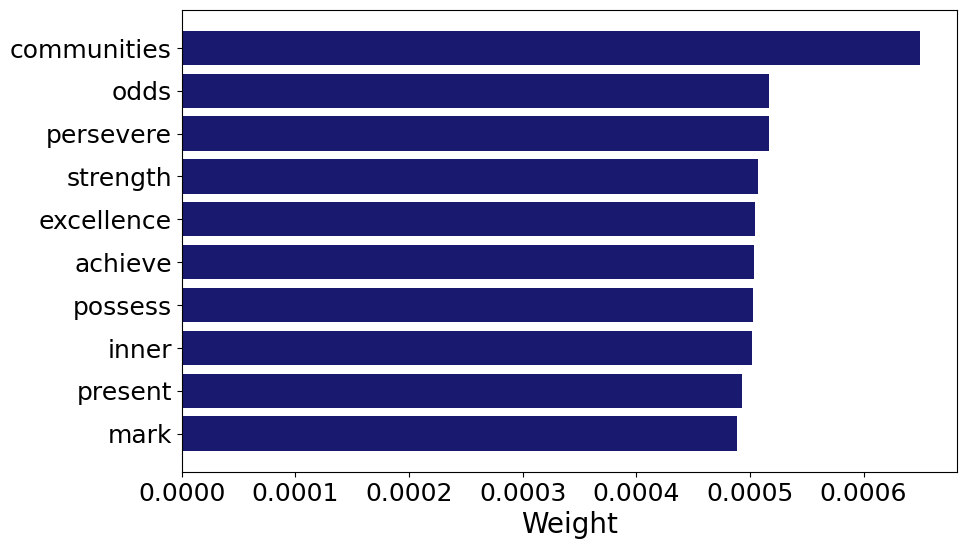 communities
odds
persevere
strength
excellence
achieve
possess
inner
present
mark
0.0000 0.0001 0.0002 0.0003 0.0004 0.0005 0.0006
Weight